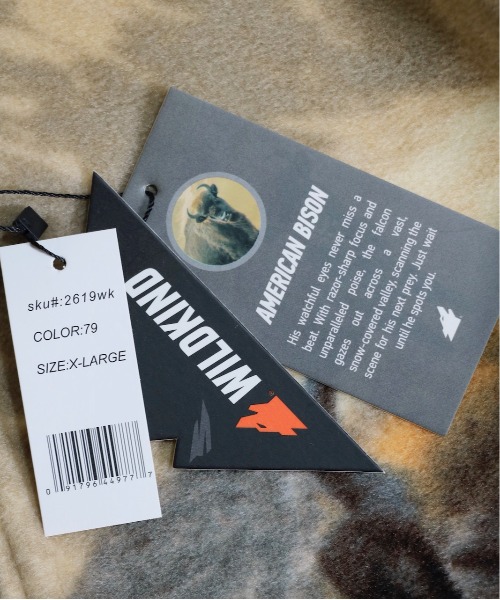 sku#:2619wk
COLOR:79
SIZE:X-LARGE
0 91796 44977 7
WILDKIND
AMERICAN BISON
His watchful eyes never miss a
beat. With razor-sharp focus and
unparalleled poise, the falcon
gazes out across a vast,
snow-covered valley, scanning the
scene for his next prey. Just wait
until he spots you.